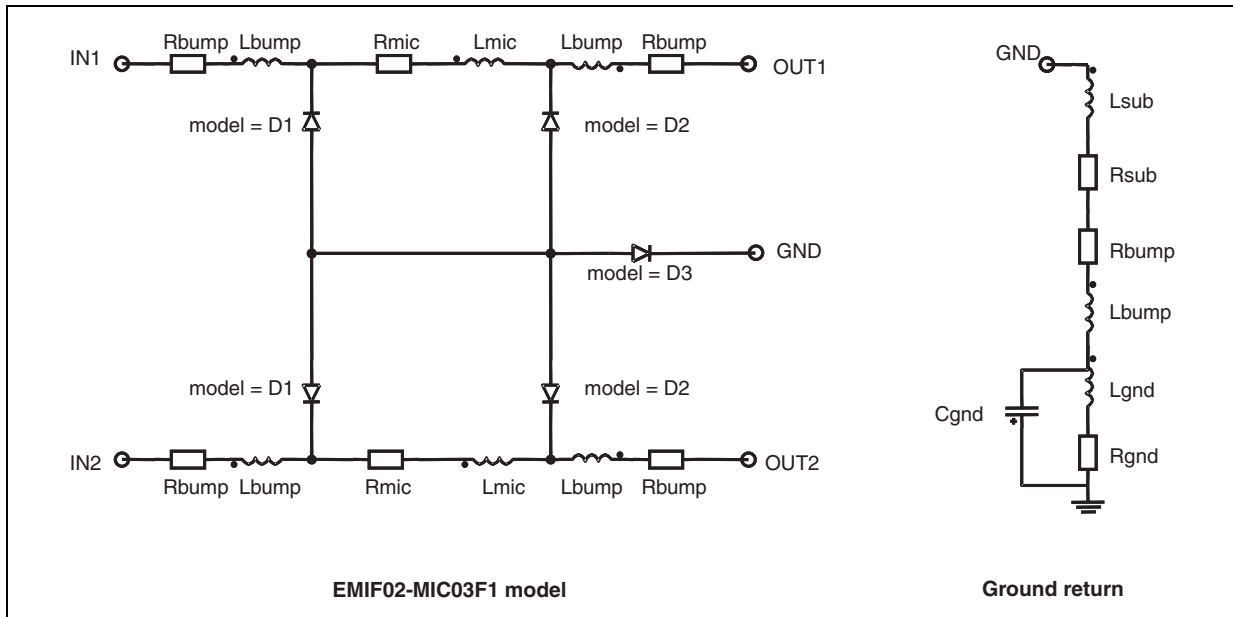 Rbump Lbump Rmic Lmic Lbump Rbump
IN1 OUT1
model = D1 model = D2
GND
model = D3
model = D1 model = D2
IN2 OUT2
Rbump Lbump Rmic Lmic Lbump Rbump
EMIF02-MIC03F1 model
GND
Lsub
Rsub
Rbump
Lbump
Lgnd
Cgnd
Rgnd
Ground return